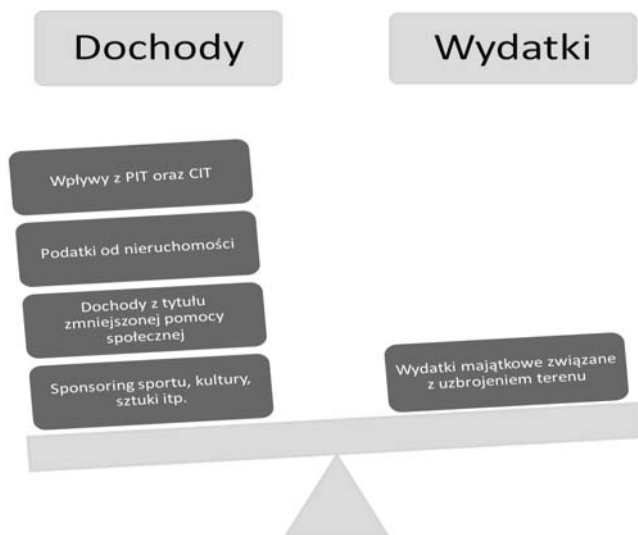 Dochody
Wydatki
Wpływy z PIT oraz CIT
Podatki od nieruchomości
Dochody z tytułu
zmniejszonej pomocy
społecznej
Sponsoring sportu, kultury,
sztuki itp.
Wydatki majątkowe związane
z uzbrojeniem terenu